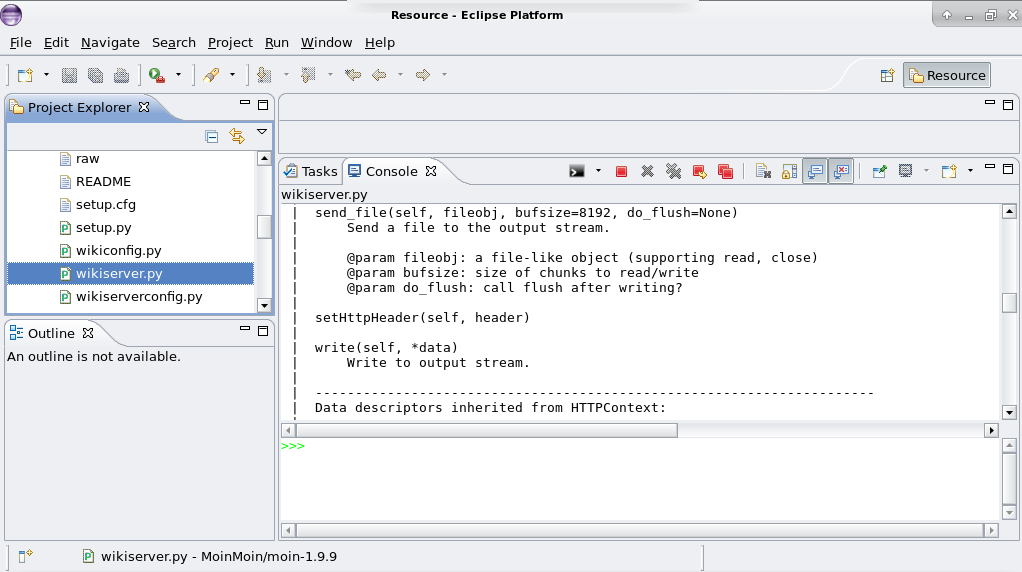 Resource - Eclipse Platform
File Edit Navigate Search Project Run Window Help
Resource
Project Explorer
raw
README
setup.cfg
setup.py
wikiconfig.py
wikiserver.py
wikiserverconfig.py
Outline
An outline is not available.
Tasks Console
wikiserver.py
| send_file(self, fileobj, bufsize=8192, do_flush=None)
| Send a file to the output stream.
|
| @param fileobj: a file-like object (supporting read, close)
| @param bufsize: size of chunks to read/write
| @param do_flush: call flush after writing?
|
| setHttpHeader(self, header)
|
| write(self, *data)
| Write to output stream.
|
| ----------------------------------------------------------------------
| Data descriptors inherited from HTTPContext:
>>>
wikiserver.py - MoinMoin/moin-1.9.9